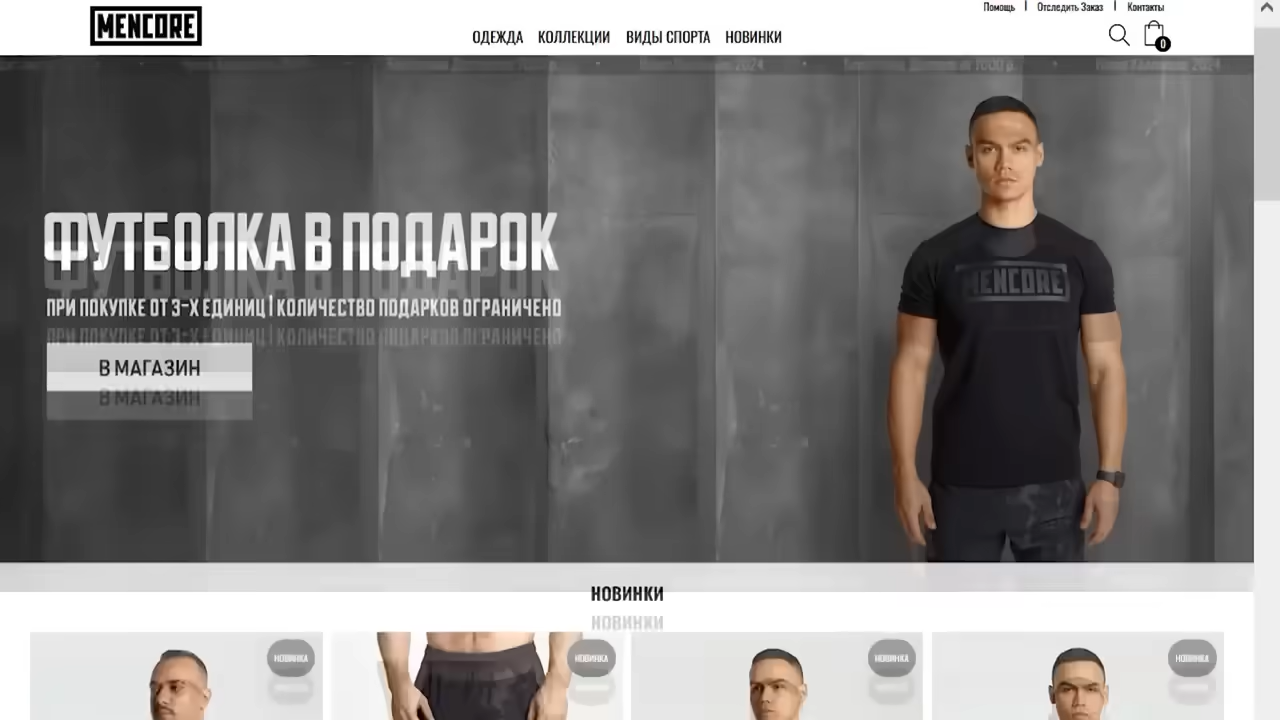 MENCORE
Помощь | Отследить Заказ | Контакты
ОДЕЖДА КОЛЛЕКЦИИ ВИДЫ СПОРТА НОВИНКИ
0
2024
ФУТБОЛКА В ПОДАРОК
ПРИ ПОКУПКЕ ОТ 3-Х ЕДИНИЦ | КОЛИЧЕСТВО ПОДАРКОВ ОГРАНИЧЕНО
В МАГАЗИН
MENCORE
НОВИНКИ
НОВИНКА
НОВИНКА
НОВИНКА
НОВИНКА